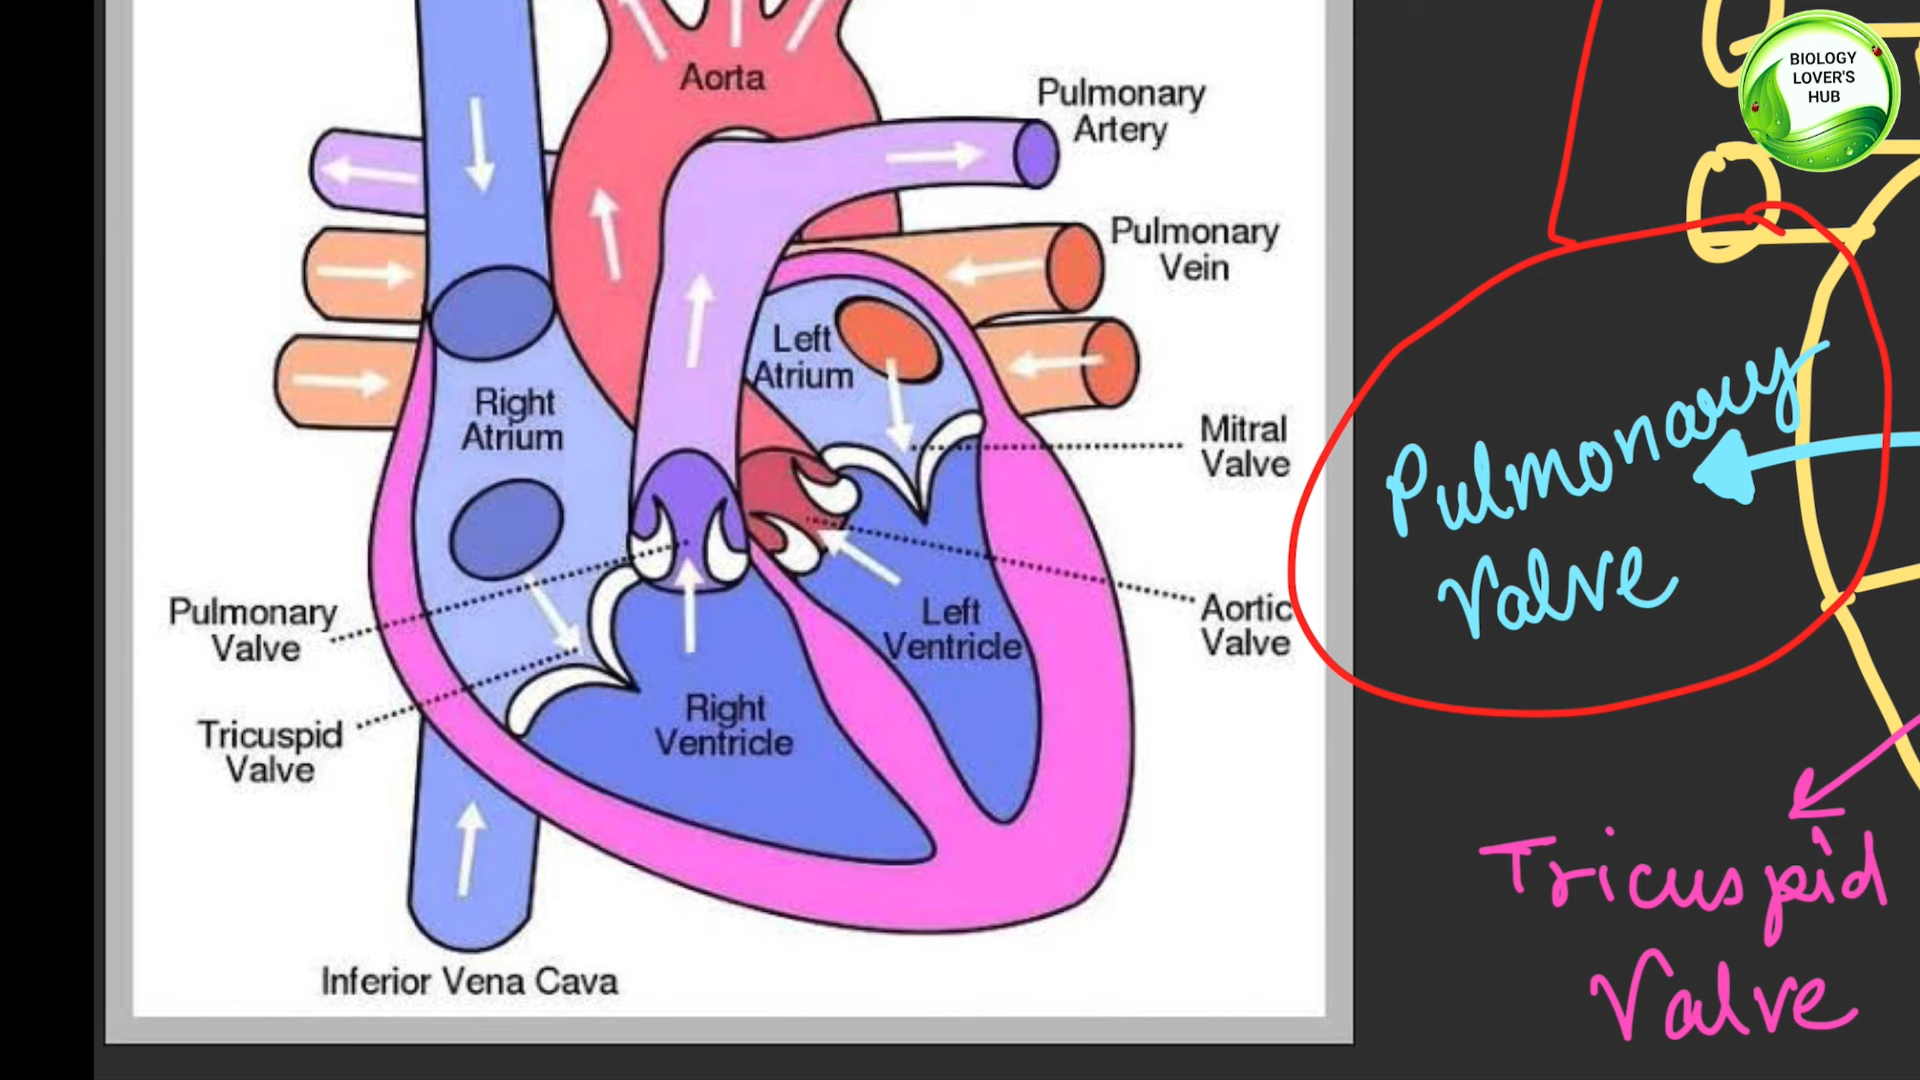 Aorta
Pulmonary
Artery
Pulmonary
Vein
Left
Atrium
Right
Atrium
Mitral
Valve
Pulmonary
Valve
Aortic
Valve
Left
Ventricle
Right
Ventricle
Tricuspid
Valve
Inferior Vena Cava
BIOLOGY
LOVER'S
HUB
Pulmonary
Valve
Tricuspid
Valve